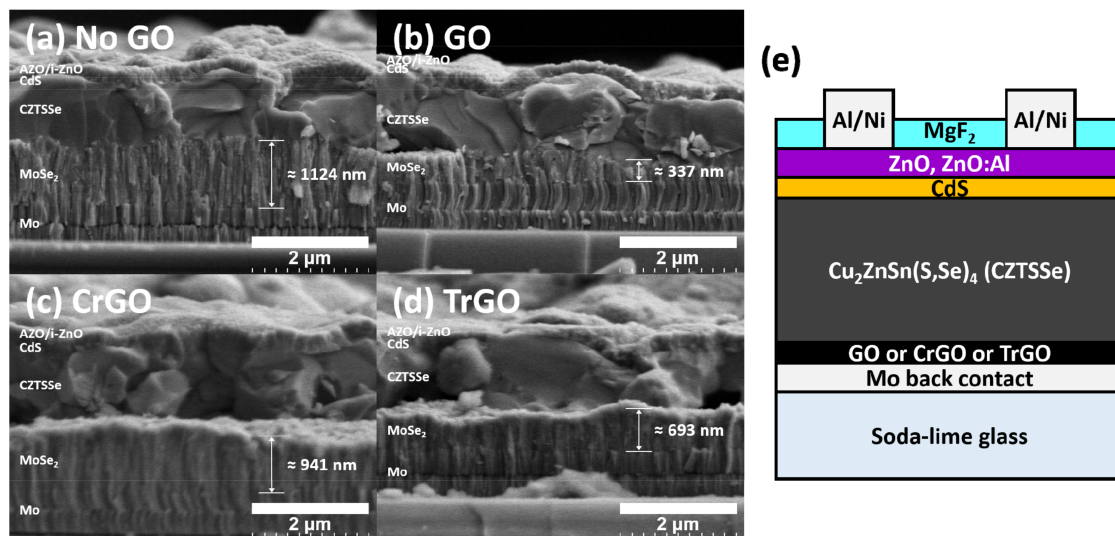 (a) No GO
AZO/i-ZnO
CdS
CZTSSe
MoSe₂
≈ 1124 nm
Mo
2 µm
(b) GO
AZO/i-ZnO
CdS
CZTSSe
MoSe₂
≈ 337 nm
Mo
2 µm
(c) CrGO
AZO/i-ZnO
CdS
CZTSSe
MoSe₂
≈ 941 nm
Mo
2 µm
(d) TrGO
AZO/i-ZnO
CdS
CZTSSe
MoSe₂
≈ 693 nm
Mo
2 µm
(e)
Al/Ni
MgF₂
Al/Ni
ZnO, ZnO:Al
CdS
Cu₂ZnSn(S,Se)₄ (CZTSSe)
GO or CrGO or TrGO
Mo back contact
Soda-lime glass